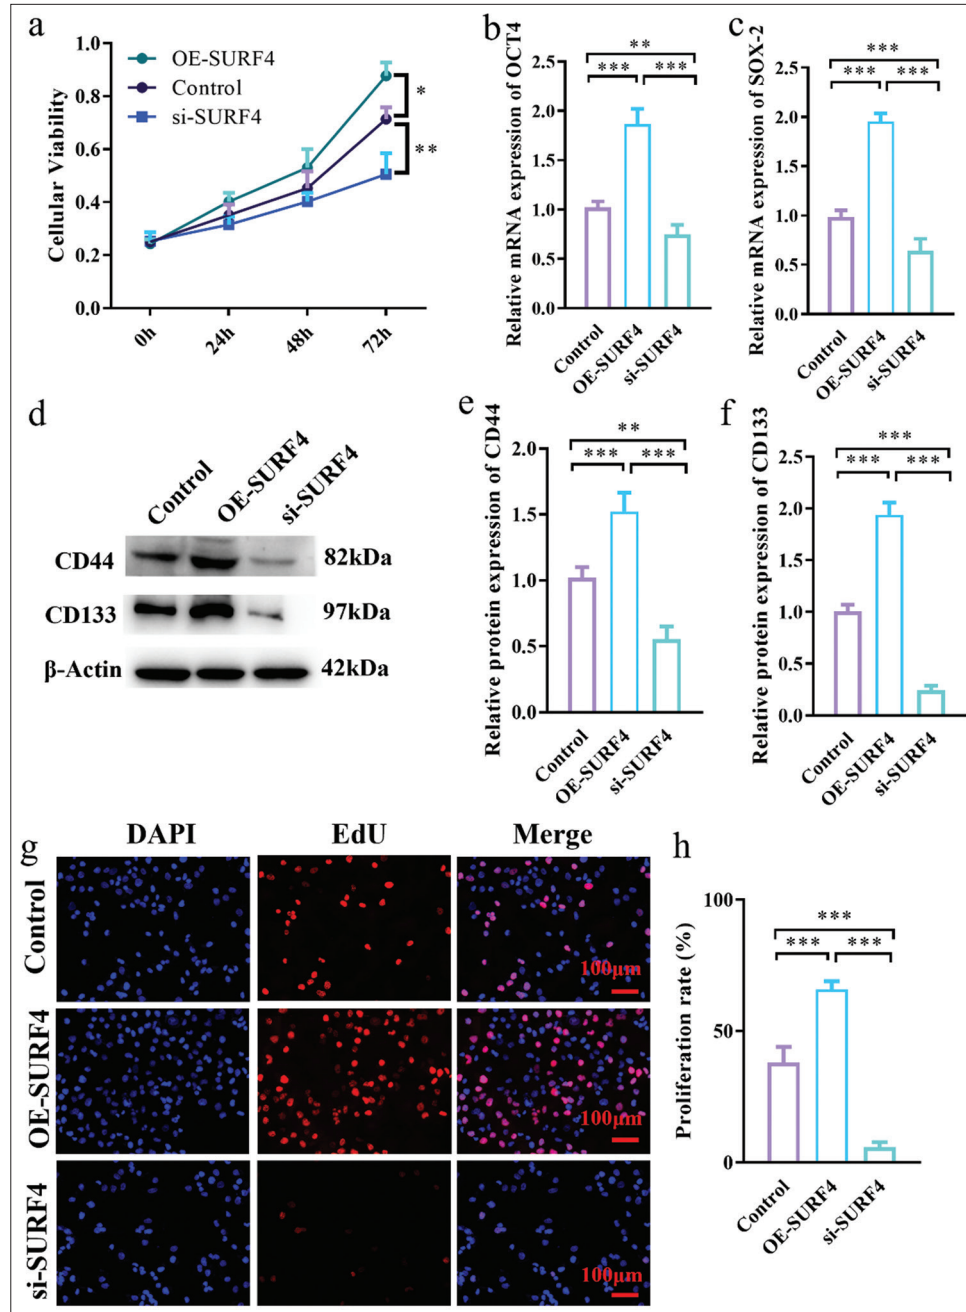 a
OE-SURF4
Control
si-SURF4
Cellular Viability
1.0
0.8
0.6
0.4
0.2
0.0
0h
24h
48h
72h
*
**
b
Relative mRNA expression of OCT4
2.5
2.0
1.5
1.0
0.5
0.0
**
*** ***
Control
OE-SURF4
si-SURF4
c
Relative mRNA expression of SOX-2
2.5
2.0
1.5
1.0
0.5
0.0
***
*** ***
Control
OE-SURF4
si-SURF4
d
Control
OE-SURF4
si-SURF4
CD44 82kDa
CD133 97kDa
β-Actin 42kDa
e
Relative protein expression of CD44
2.0
1.5
1.0
0.5
0.0
**
*** ***
Control
OE-SURF4
si-SURF4
f
Relative protein expression of CD133
2.5
2.0
1.5
1.0
0.5
0.0
***
*** ***
Control
OE-SURF4
si-SURF4
g
DAPI EdU Merge
Control
100μm
OE-SURF4
100μm
si-SURF4
100μm
h
Proliferation rate (%)
100
50
0
***
*** ***
Control
OE-SURF4
si-SURF4